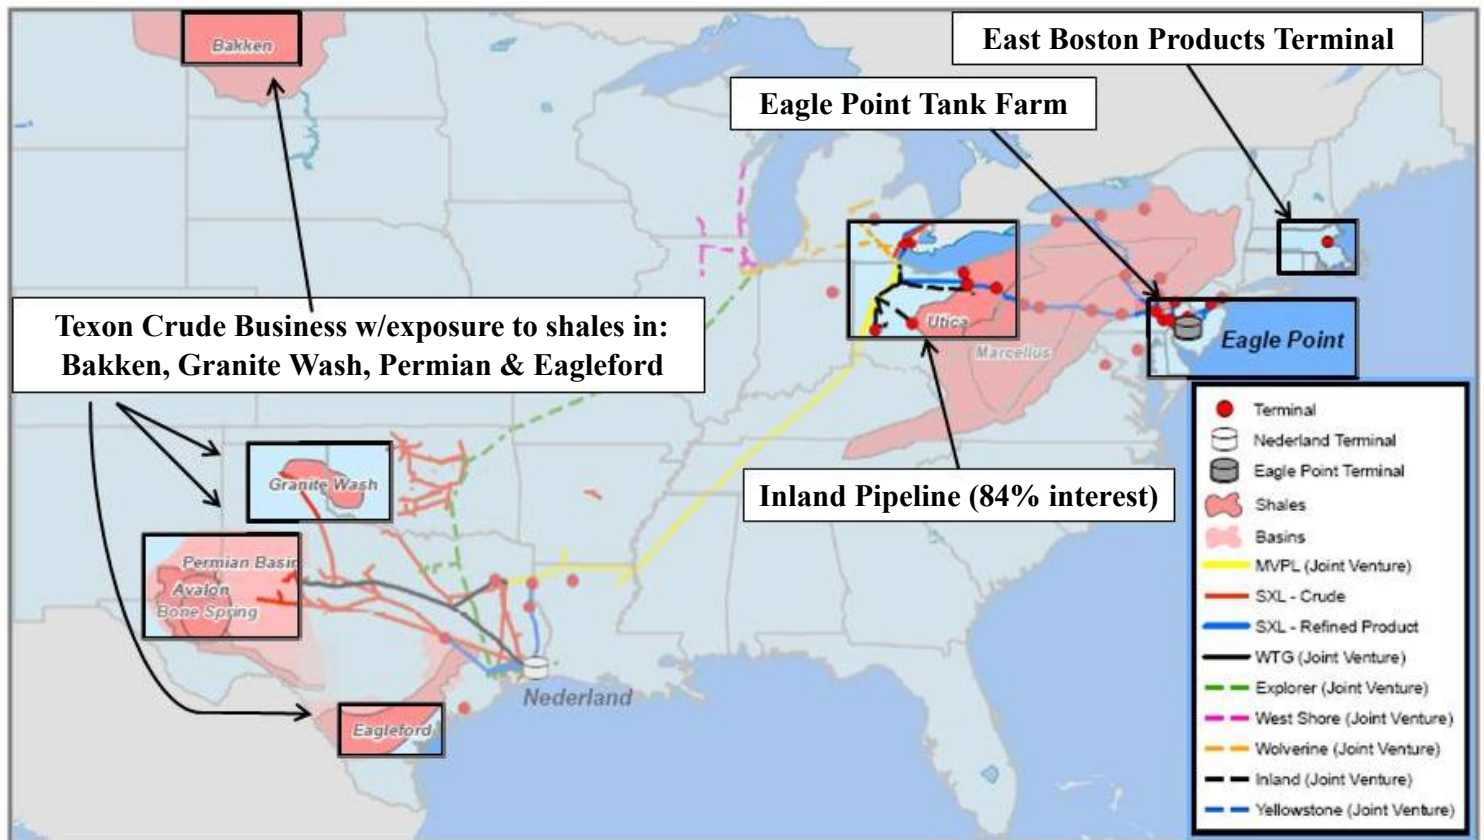 Bakken
East Boston Products Terminal
Eagle Point Tank Farm
Texon Crude Business w/exposure to shales in:
Bakken, Granite Wash, Permian & Eagleford
Utica
Marcellus
Eagle Point
Granite Wash
Inland Pipeline (84% interest)
Permian Basin
Avalon
Bone Spring
Nederland
Eagleford
Terminal
Nederland Terminal
Eagle Point Terminal
Shales
Basins
MVPL (Joint Venture)
SXL - Crude
SXL - Refined Product
WTG (Joint Venture)
Explorer (Joint Venture)
West Shore (Joint Venture)
Wolverine (Joint Venture)
Inland (Joint Venture)
Yellowstone (Joint Venture)